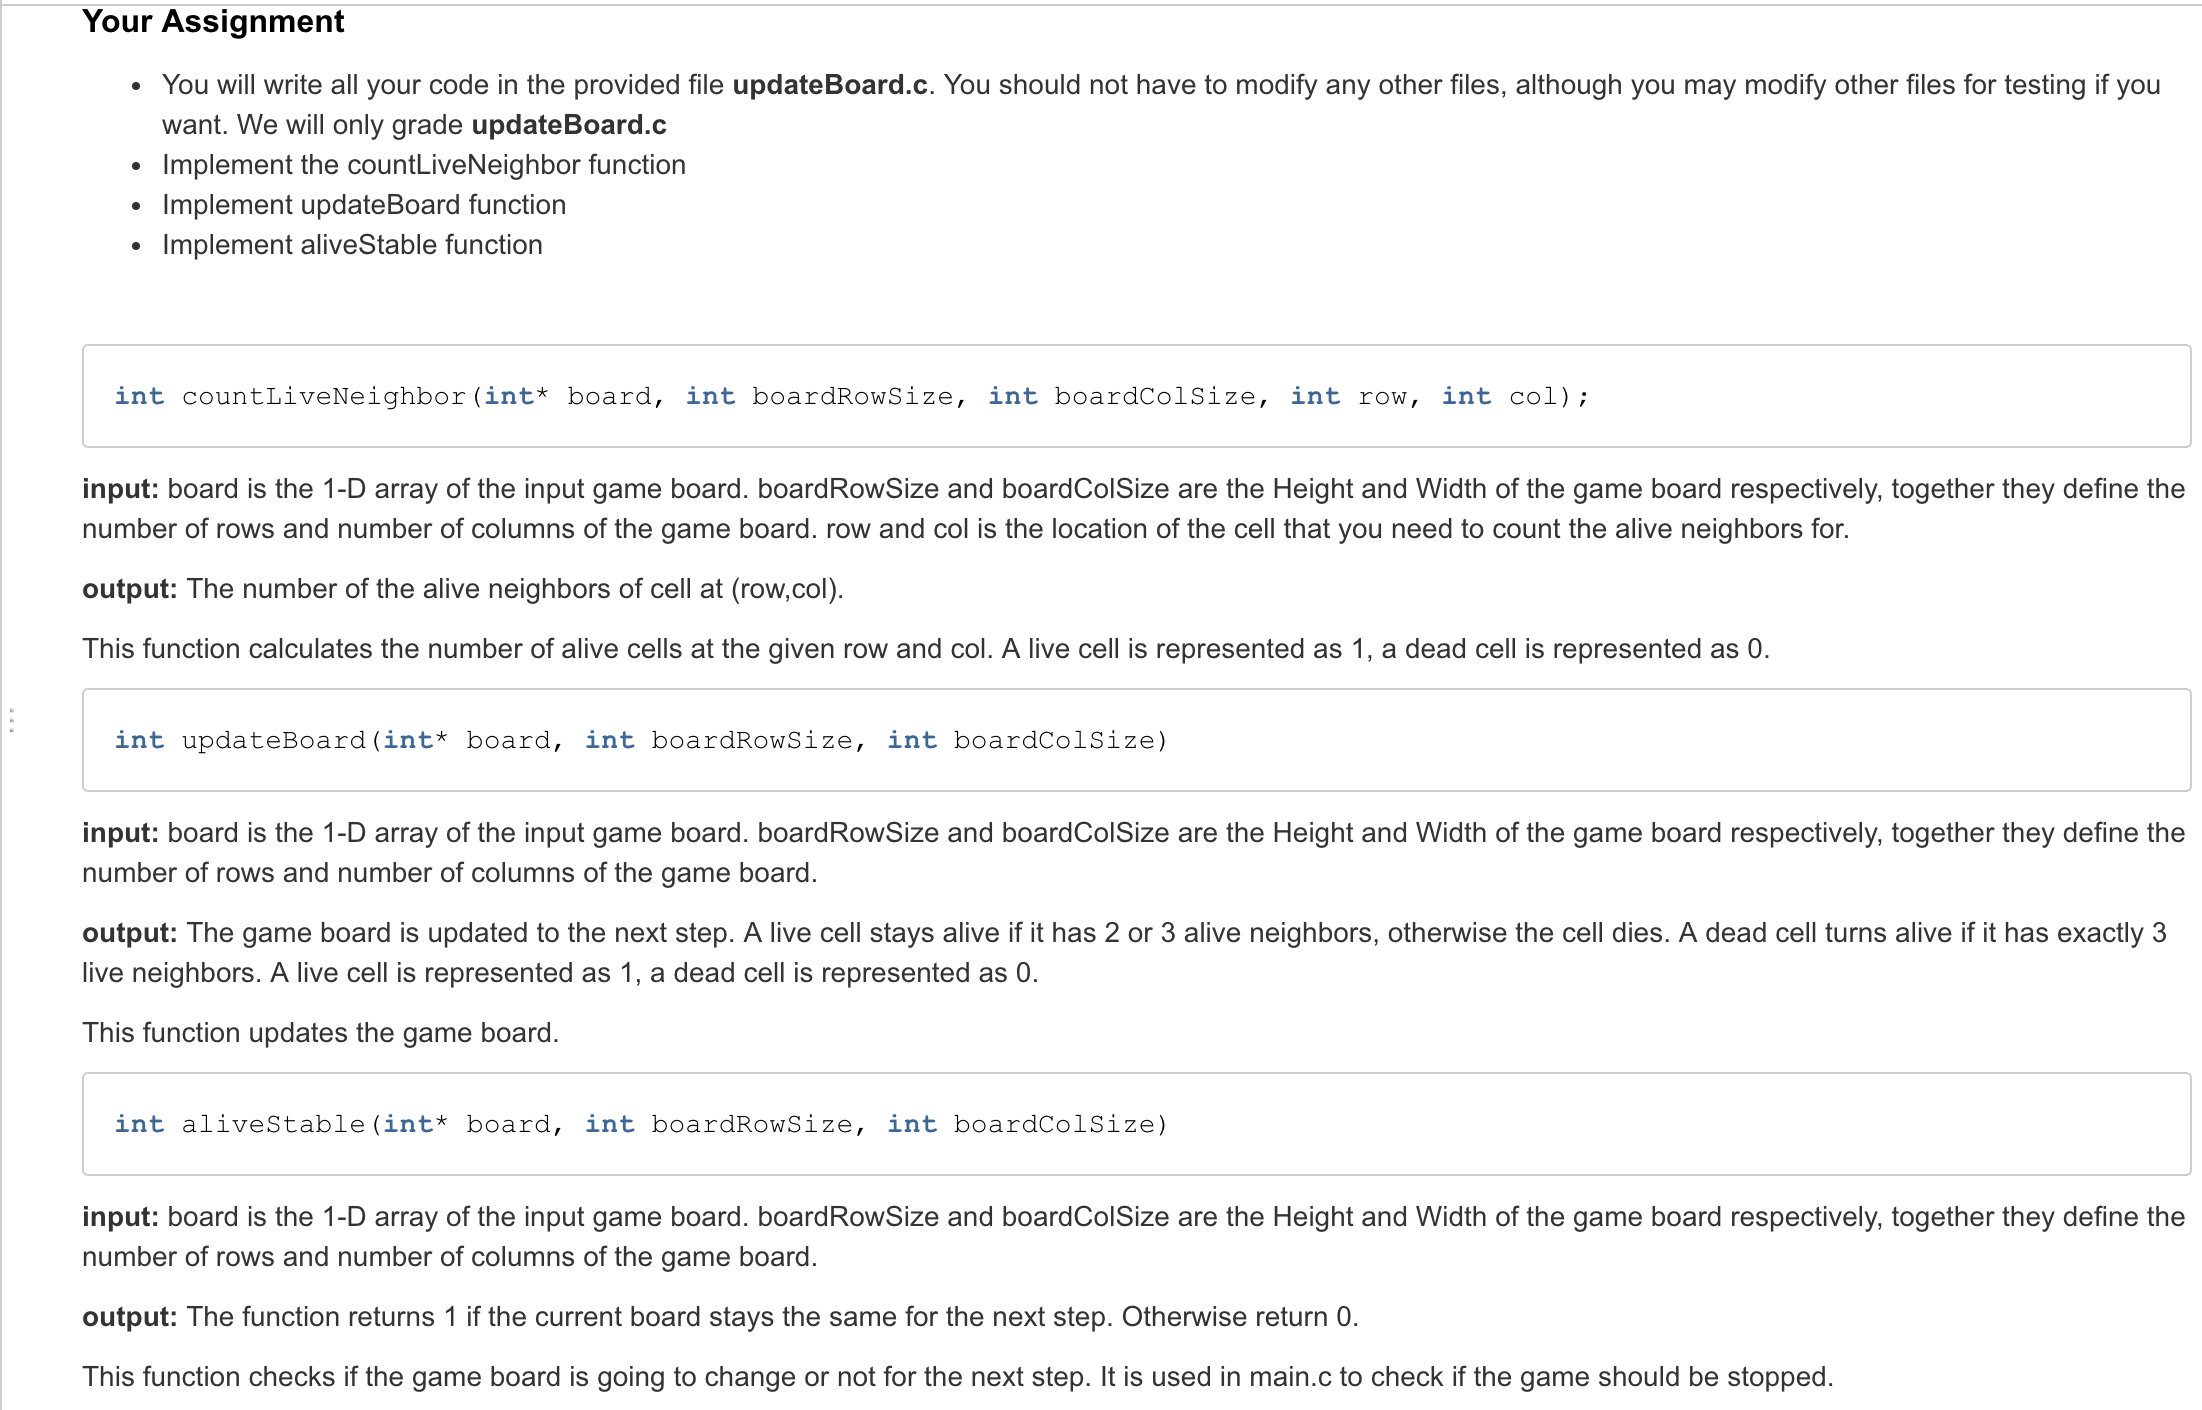 Your Assignment
• You will write all your code in the provided file updateBoard.c. You should not have to modify any other files, although you may modify other files for testing if you
want. We will only grade updateBoard.c
• Implement the countLiveNeighbor function
• Implement updateBoard function
• Implement aliveStable function
int countLiveNeighbor(int* board, int boardRowSize, int boardColSize, int row, int col);
input: board is the 1-D array of the input game board. boardRowSize and boardColSize are the Height and Width of the game board respectively, together they define the
number of rows and number of columns of the game board. row and col is the location of the cell that you need to count the alive neighbors for.
output: The number of the alive neighbors of cell at (row,col).
This function calculates the number of alive cells at the given row and col. A live cell is represented as 1, a dead cell is represented as 0.
int updateBoard(int* board, int boardRowSize, int boardColSize)
input: board is the 1-D array of the input game board. boardRowSize and boardColSize are the Height and Width of the game board respectively, together they define the
number of rows and number of columns of the game board.
output: The game board is updated to the next step. A live cell stays alive if it has 2 or 3 alive neighbors, otherwise the cell dies. A dead cell turns alive if it has exactly 3
live neighbors. A live cell is represented as 1, a dead cell is represented as 0.
This function updates the game board.
int aliveStable(int* board, int boardRowSize, int boardColSize)
input: board is the 1-D array of the input game board. boardRowSize and boardColSize are the Height and Width of the game board respectively, together they define the
number of rows and number of columns of the game board.
output: The function returns 1 if the current board stays the same for the next step. Otherwise return 0.
This function checks if the game board is going to change or not for the next step. It is used in main.c to check if the game should be stopped.